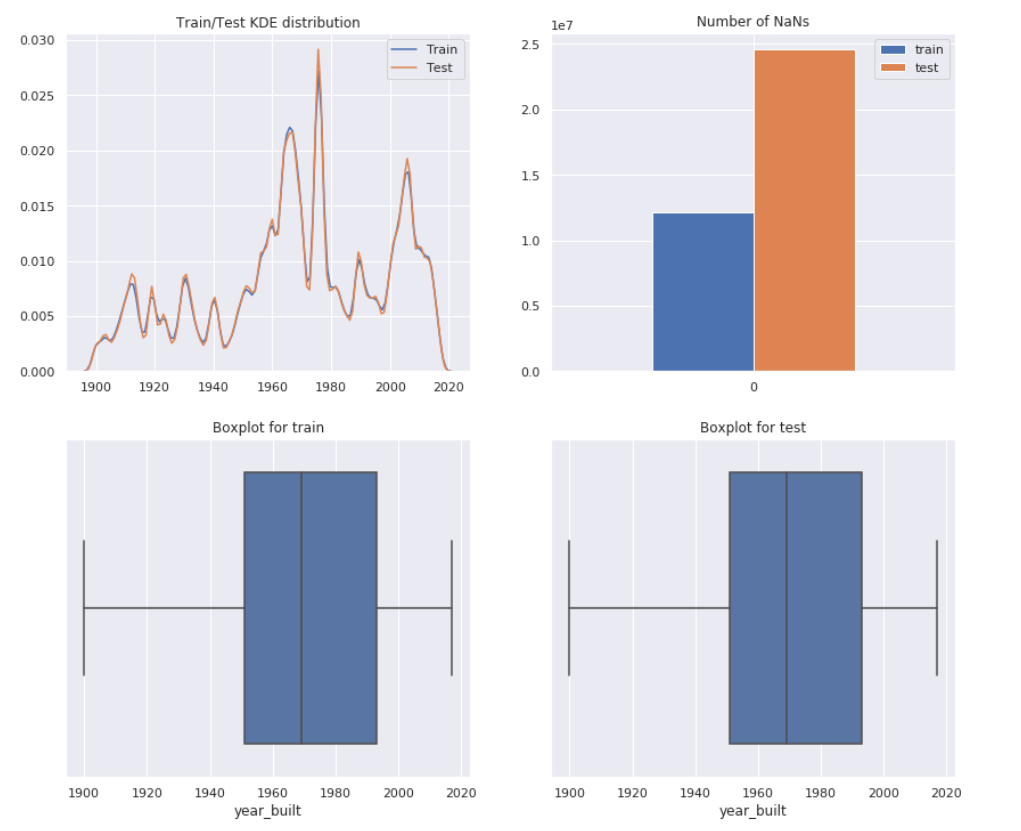 Train/Test KDE distribution
0.030
0.025
0.020
0.015
0.010
0.005
0.000
1900 1920 1940 1960 1980 2000 2020
Train
Test
Number of NaNs
1e7
2.5
2.0
1.5
1.0
0.5
0.0
0
train
test
Boxplot for train
1900 1920 1940 1960 1980 2000 2020
year_built
Boxplot for test
1900 1920 1940 1960 1980 2000 2020
year_built